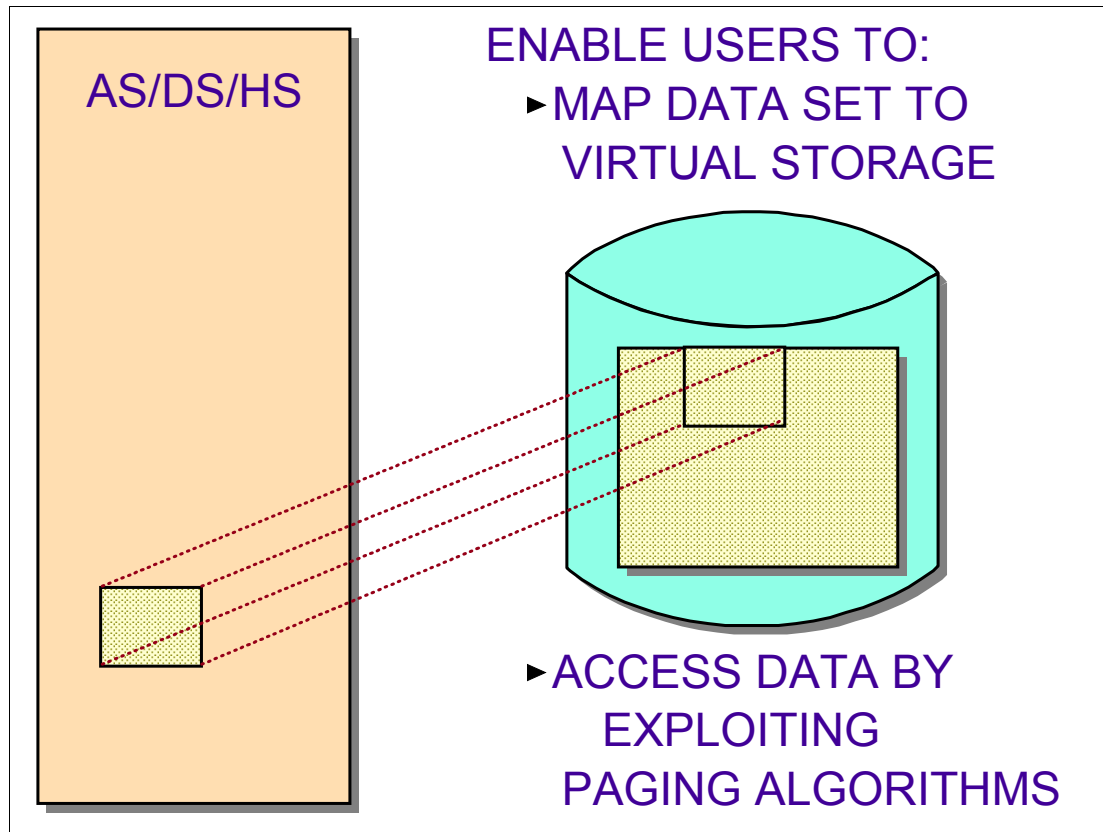 AS/DS/HS
ENABLE USERS TO:
►MAP DATA SET TO
VIRTUAL STORAGE
►ACCESS DATA BY
EXPLOITING
PAGING ALGORITHMS